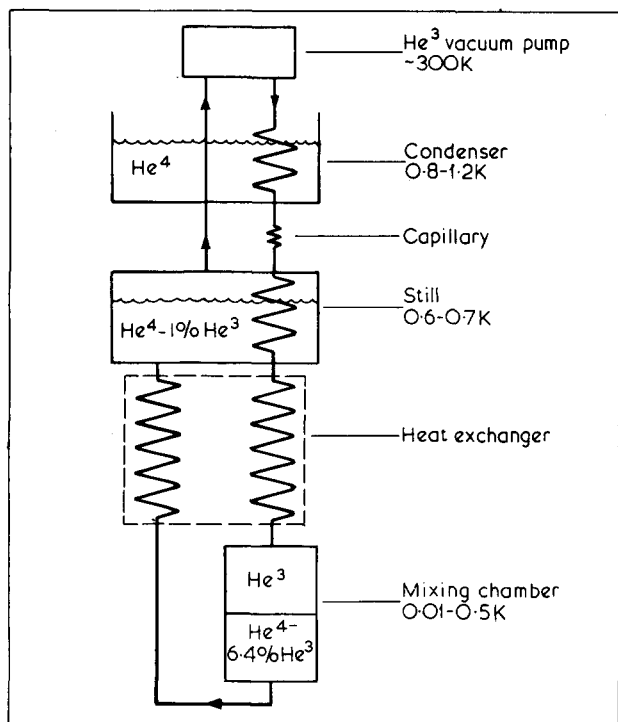 He³ vacuum pump
~300K
He⁴
Condenser
0·8-1·2K
Capillary
Still
0·6-0·7K
He⁴-1% He³
Heat exchanger
He³
Mixing chamber
0·01-0·5K
He⁴-
6·4%He³